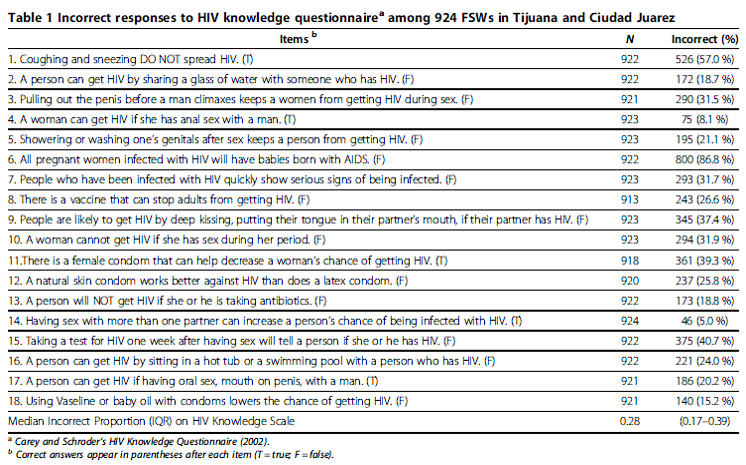 Table 1 Incorrect responses to HIV knowledge questionnaireᵃ among 924 FSWs in Tijuana and Ciudad Juarez
Items ᵇ N Incorrect (%)
1. Coughing and sneezing DO NOT spread HIV. (T) 922 526 (57.0 %)
2. A person can get HIV by sharing a glass of water with someone who has HIV. (F) 922 172 (18.7 %)
3. Pulling out the penis before a man climaxes keeps a women from getting HIV during sex. (F) 921 290 (31.5 %)
4. A woman can get HIV if she has anal sex with a man. (T) 923 75 (8.1 %)
5. Showering or washing one's genitals after sex keeps a person from getting HIV. (F) 923 195 (21.1 %)
6. All pregnant women infected with HIV will have babies born with AIDS. (F) 922 800 (86.8 %)
7. People who have been infected with HIV quickly show serious signs of being infected. (F) 923 293 (31.7 %)
8. There is a vaccine that can stop adults from getting HIV. (F) 913 243 (26.6 %)
9. People are likely to get HIV by deep kissing, putting their tongue in their partner's mouth, if their partner has HIV. (F) 923 345 (37.4 %)
10. A woman cannot get HIV if she has sex during her period. (F) 923 294 (31.9 %)
11.There is a female condom that can help decrease a woman's chance of getting HIV. (T) 918 361 (39.3 %)
12. A natural skin condom works better against HIV than does a latex condom. (F) 920 237 (25.8 %)
13. A person will NOT get HIV if she or he is taking antibiotics. (F) 922 173 (18.8 %)
14. Having sex with more than one partner can increase a person's chance of being infected with HIV. (T) 924 46 (5.0 %)
15. Taking a test for HIV one week after having sex will tell a person if she or he has HIV. (F) 922 375 (40.7 %)
16. A person can get HIV by sitting in a hot tub or a swimming pool with a person who has HIV. (F) 922 221 (24.0 %)
17. A person can get HIV if having oral sex, mouth on penis, with a man. (T) 921 186 (20.2 %)
18. Using Vaseline or baby oil with condoms lowers the chance of getting HIV. (F) 921 140 (15.2 %)
Median Incorrect Proportion (IQR) on HIV Knowledge Scale 0.28 (0.17–0.39)
ᵃ Carey and Schroder's HIV Knowledge Questionnaire (2002).
ᵇ Correct answers appear in parentheses after each item (T = true; F = false).